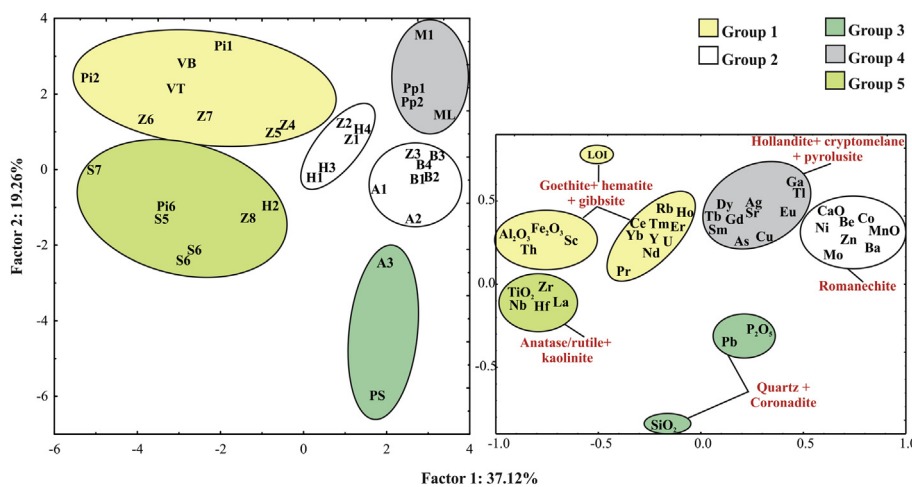 Group 1
Group 2
Group 3
Group 4
Group 5
Factor 2: 19.26%
4
2
0
-2
-4
-6
-6
-4
-2
0
2
4
Pi1
VB
Pi2
VT
Z6
Z7
Z5
Z4
M1
Pp1
Pp2
ML
Z2
H4
Z1
H3
H1
Z3
B3
B4
B1
B2
A1
A2
S7
Pi6
S5
H2
Z8
S6
S6
A3
PS
Hollandite+ cryptomelane
+ pyrolusite
LOI
Goethite+ hematite
+ gibbsite
Al₂O₃
Fe₂O₃
Sc
Th
Rb
Ho
Ce
Tm
Er
Yb
Y
U
Nd
Pr
Ga
Tl
Dy
Ag
Tb
Gd
Sr
Eu
Sm
As
Cu
CaO
Co
Ni
Be
MnO
Zn
Ba
Mo
Romanechite
TiO₂
Zr
Nb
Hf
La
Anatase/rutile+
kaolinite
P₂O₅
Pb
Quartz +
Coronadite
SiO₂
0.5
0.0
-0.5
-1.0
-0.5
0.0
0.5
1.0
Factor 1: 37.12%